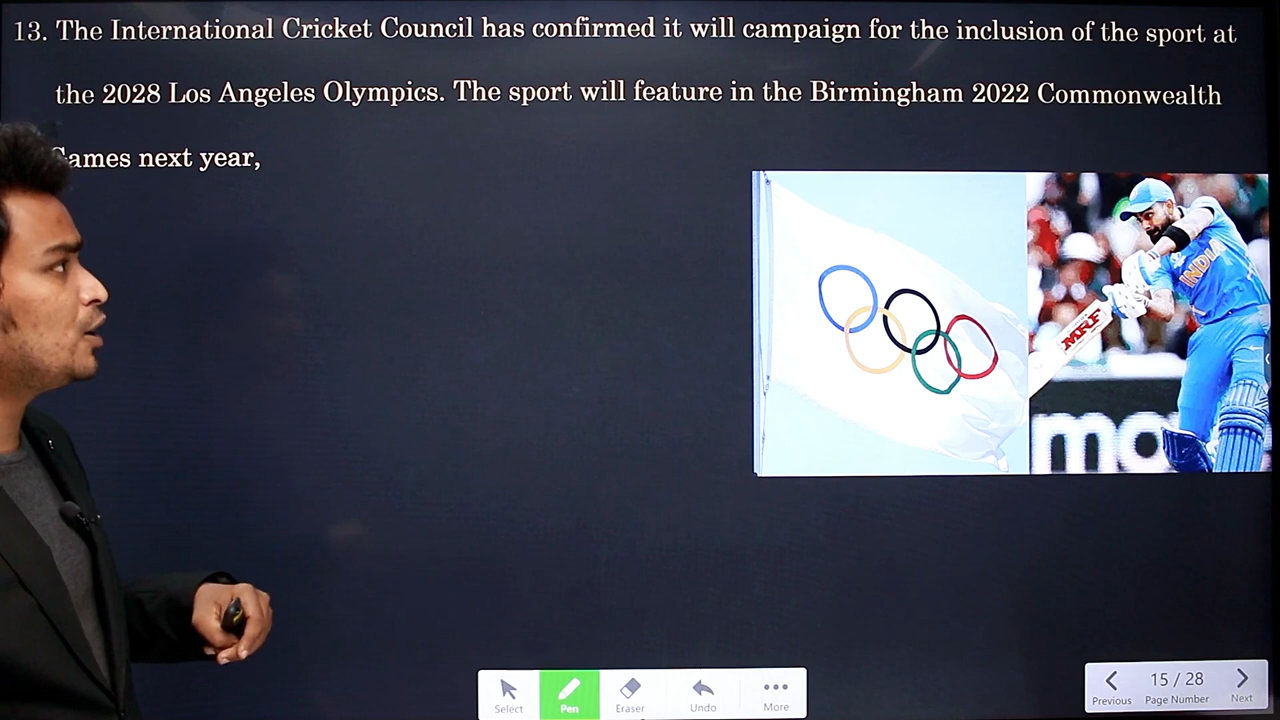 13. The International Cricket Council has confirmed it will campaign for the inclusion of the sport at
the 2028 Los Angeles Olympics. The sport will feature in the Birmingham 2022 Commonwealth
Games next year,
INDIA
MRF
mo
Select
Pen
Eraser
Undo
More
15 / 28
Previous
Page Number
Next